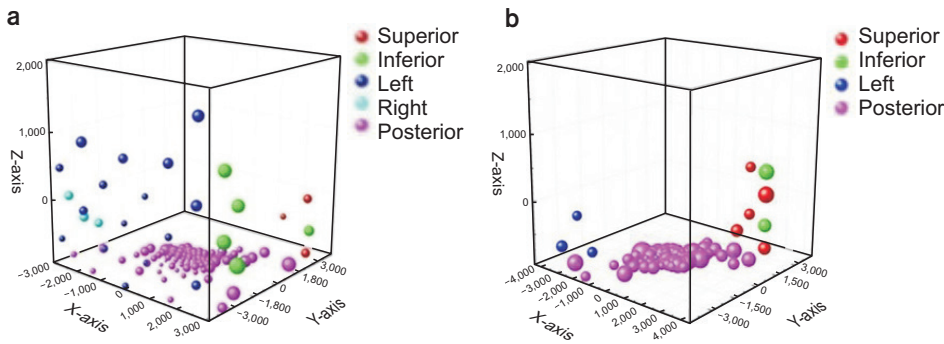 a
Superior
Inferior
Left
Right
Posterior
2,000
1,000
0
Z-axis
−3,000
−2,000
−1,000
0
1,000
2,000
3,000
X-axis
−3,000
−1,800
0
1,800
3,000
Y-axis
b
Superior
Inferior
Left
Posterior
2,000
1,000
0
Z-axis
−4,000
−3,000
−2,000
−1,000
0
1,000
2,000
3,000
4,000
X-axis
−3,000
−1,500
0
1,500
3,000
Y-axis